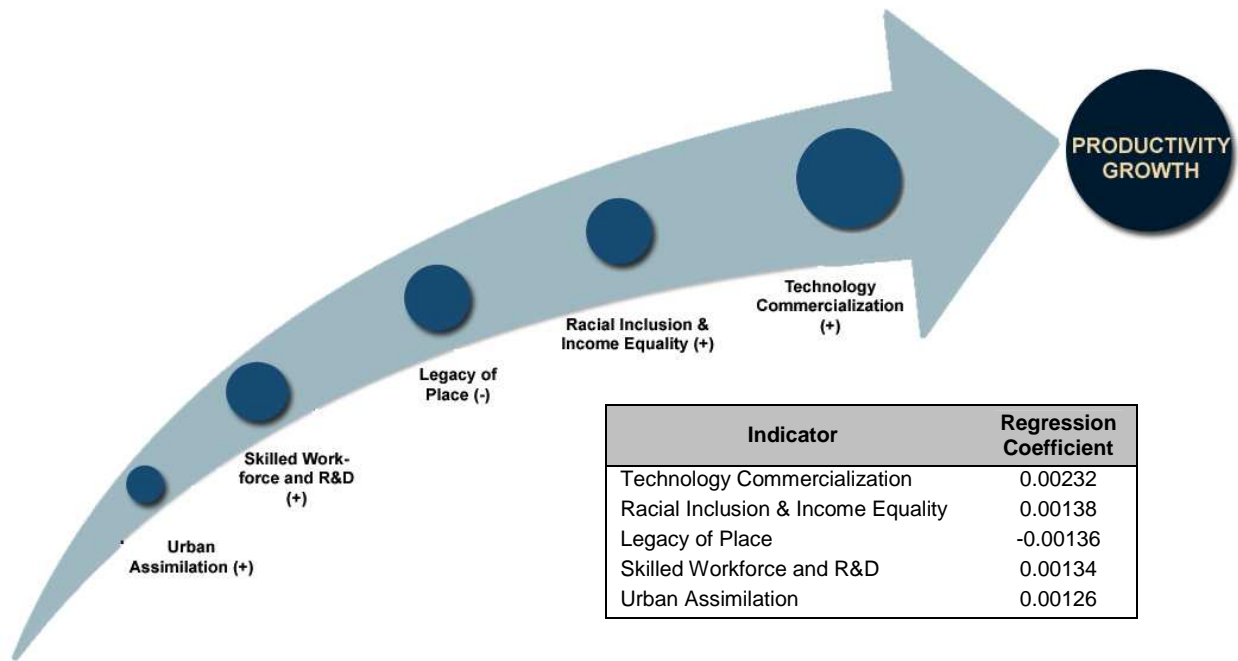 PRODUCTIVITY
GROWTH
Technology
Commercialization
(+)
Racial Inclusion &
Income Equality (+)
Legacy of
Place (-)
Skilled Work-
force and R&D
(+)
Urban
Assimilation (+)
Indicator Regression
Coefficient
Technology Commercialization 0.00232
Racial Inclusion & Income Equality 0.00138
Legacy of Place -0.00136
Skilled Workforce and R&D 0.00134
Urban Assimilation 0.00126